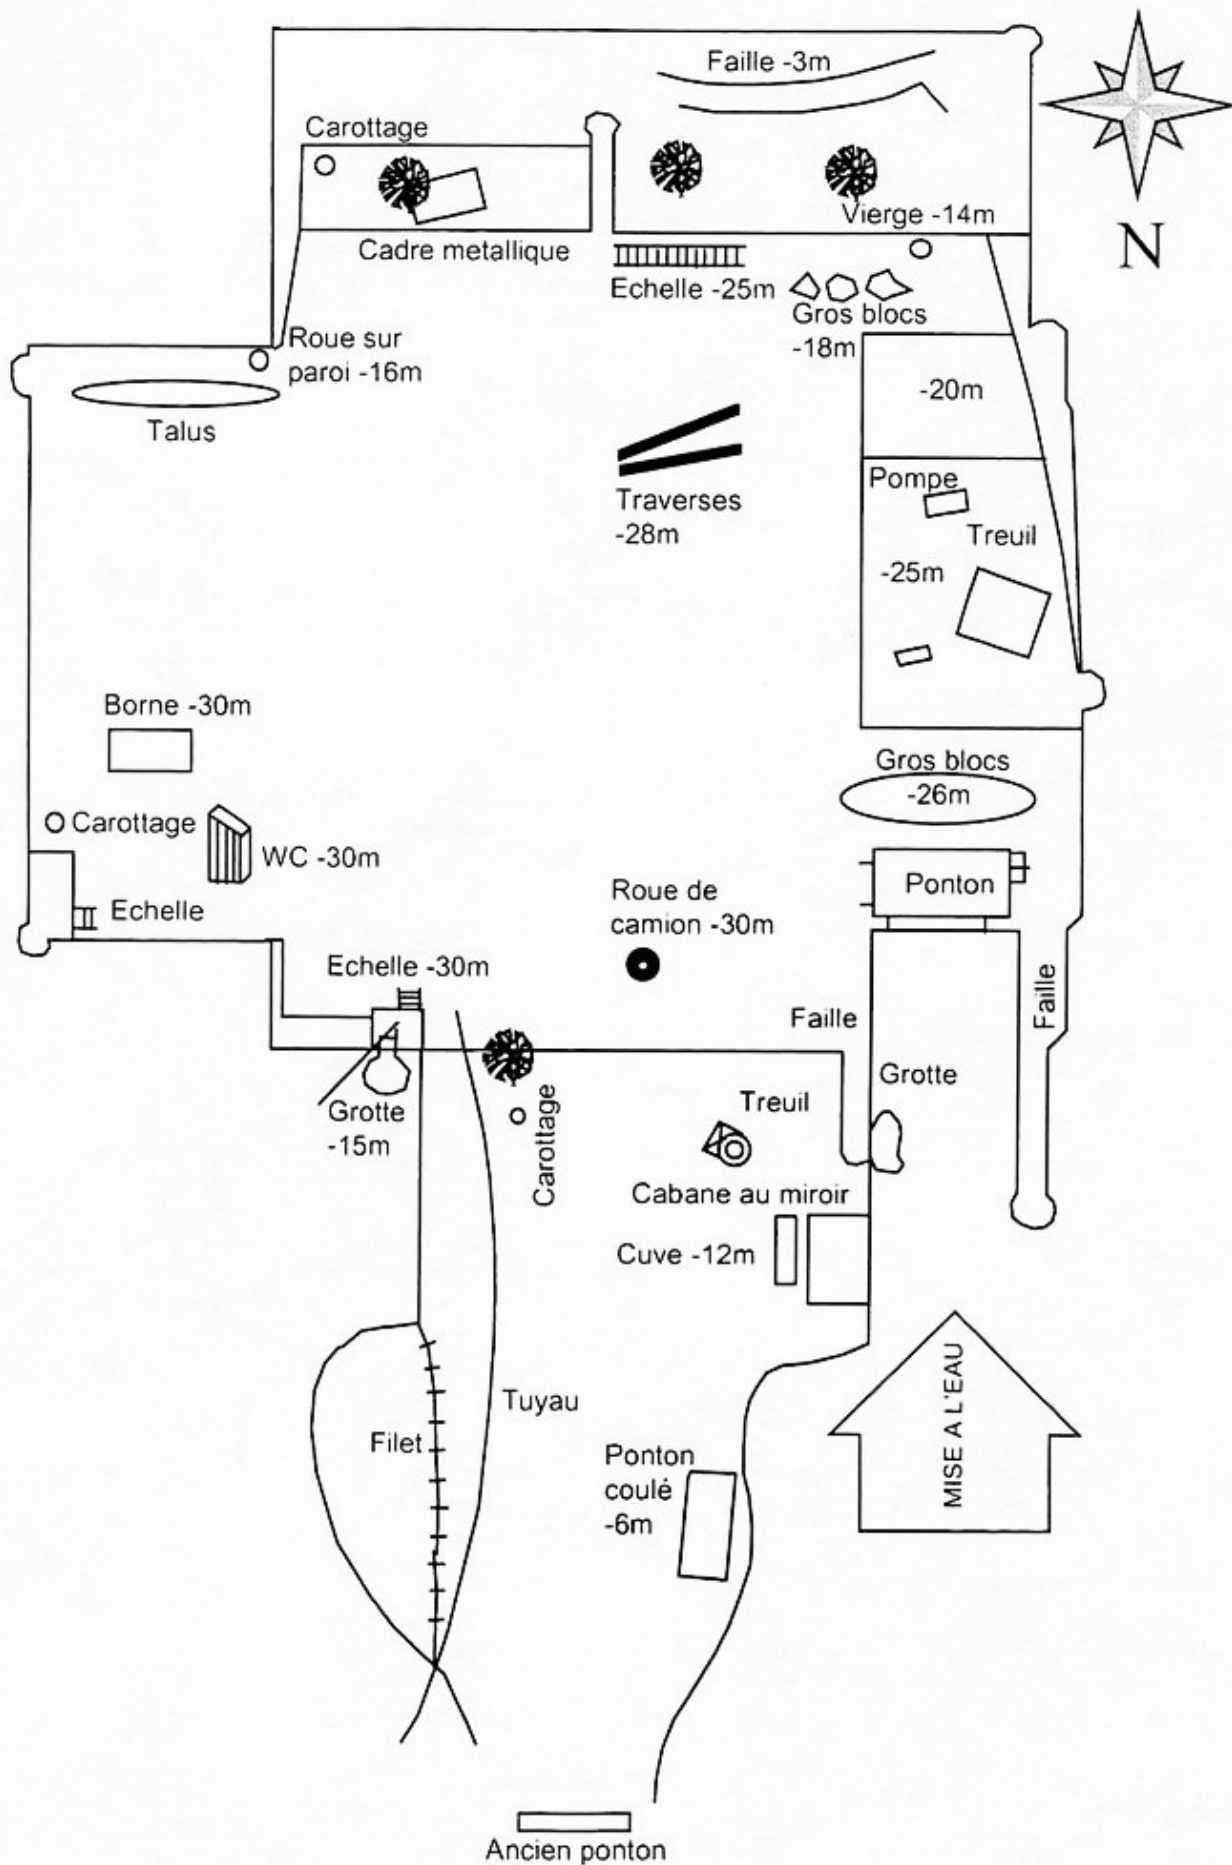 Faille -3m
Carottage
Vierge -14m
N
Cadre metallique
Echelle -25m
Gros blocs
-18m
Roue sur
paroi -16m
-20m
Talus
Pompe
Traverses
-28m
Treuil
-25m
Borne -30m
Gros blocs
-26m
Carottage
WC -30m
Ponton
Roue de
camion -30m
Echelle
Echelle -30m
Faille
Faille
Grotte
Grotte
-15m
Carottage
Treuil
Cabane au miroir
Cuve -12m
MISE A L'EAU
Tuyau
Filet
Ponton
coulé
-6m
Ancien ponton